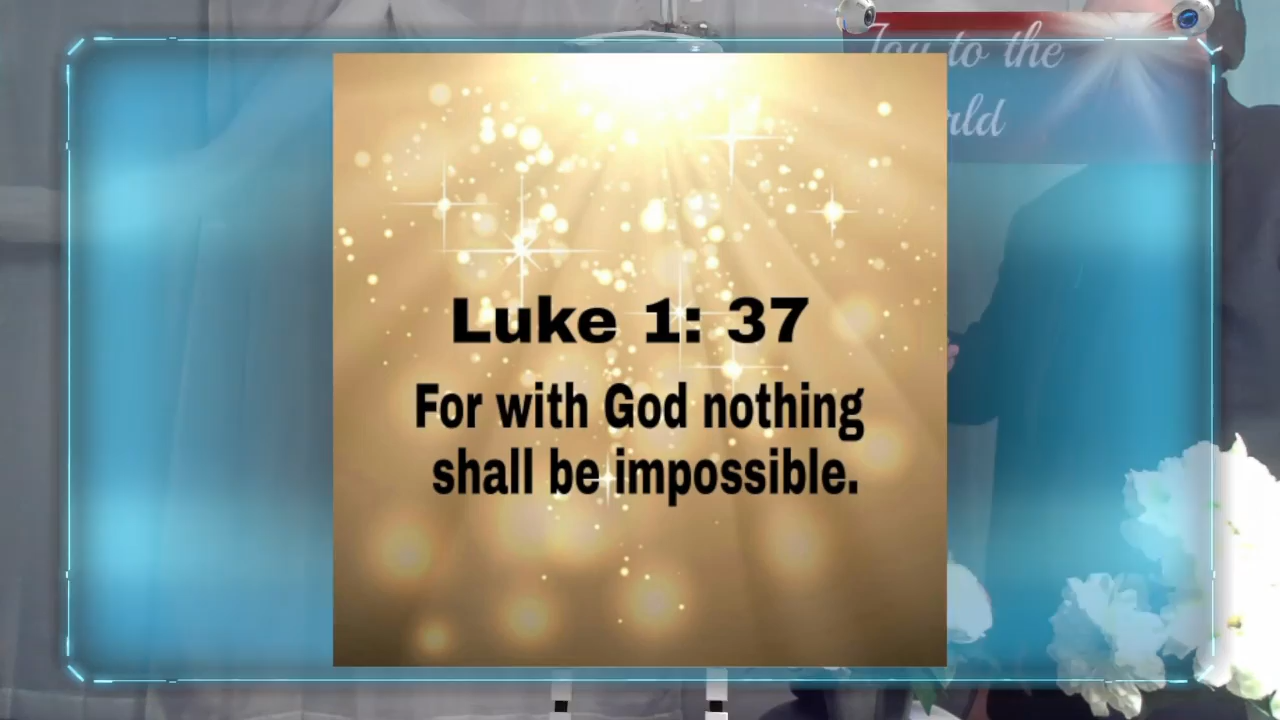 Joy to the
Luke 1: 37
For with God nothing
shall be impossible.